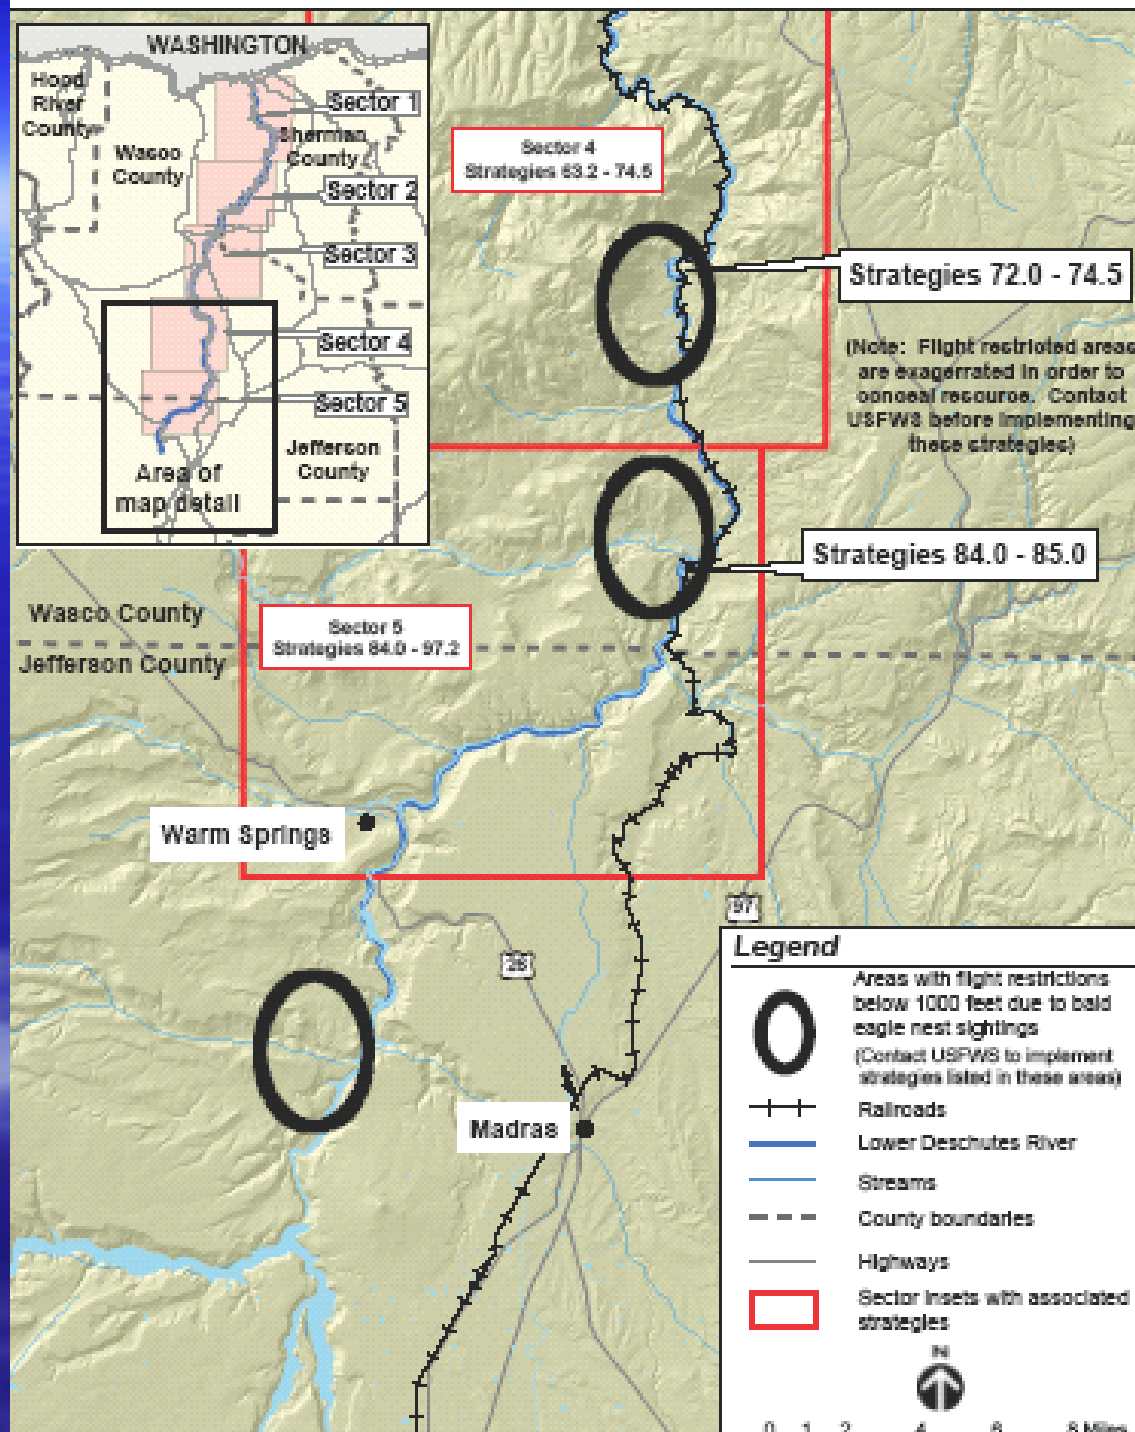 WASHINGTON
Hood
River
County
Wasco
County
Sherman
County
Sector 1
Sector 2
Sector 3
Sector 4
Sector 5
Jefferson
County
Area of
map detail
Sector 4
Strategies 63.2 - 74.5
Strategies 72.0 - 74.5
(Note: Flight restricted areas
are exagerrated in order to
conceal resource. Contact
USFWS before implementing
these strategies)
Strategies 84.0 - 85.0
Wasco County
Jefferson County
Sector 5
Strategies 84.0 - 97.2
Warm Springs
97
26
Madras
Legend
Areas with flight restrictions
below 1000 feet due to bald
eagle nest sightings
(Contact USFWS to implement
strategies listed in these areas)
Railroads
Lower Deschutes River
Streams
County boundaries
Highways
Sector insets with associated
strategies
N
0 1 2 4 6 8 Miles